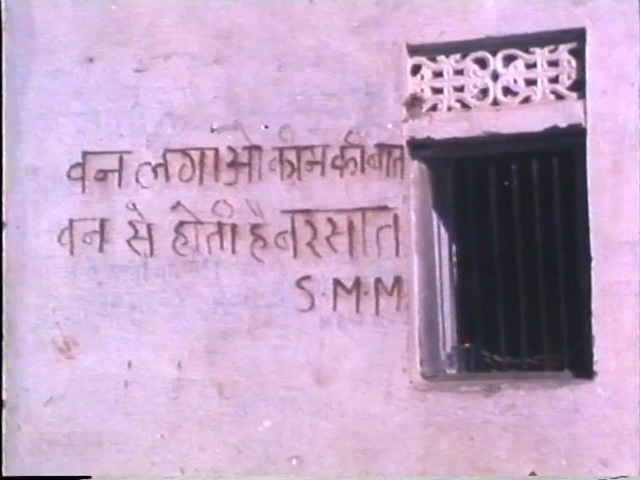 वन लगाओ काम की बात
वन से होती है बरसात
S.M.M